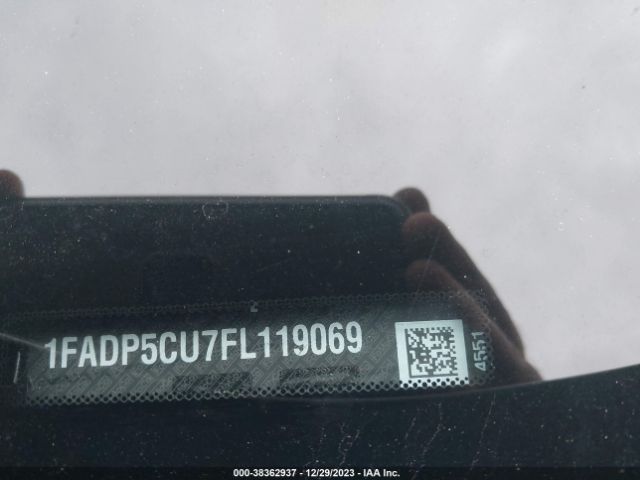 1FADP5CU7FL119069
4551
000-38362937 - 12/29/2023 - IAA Inc.